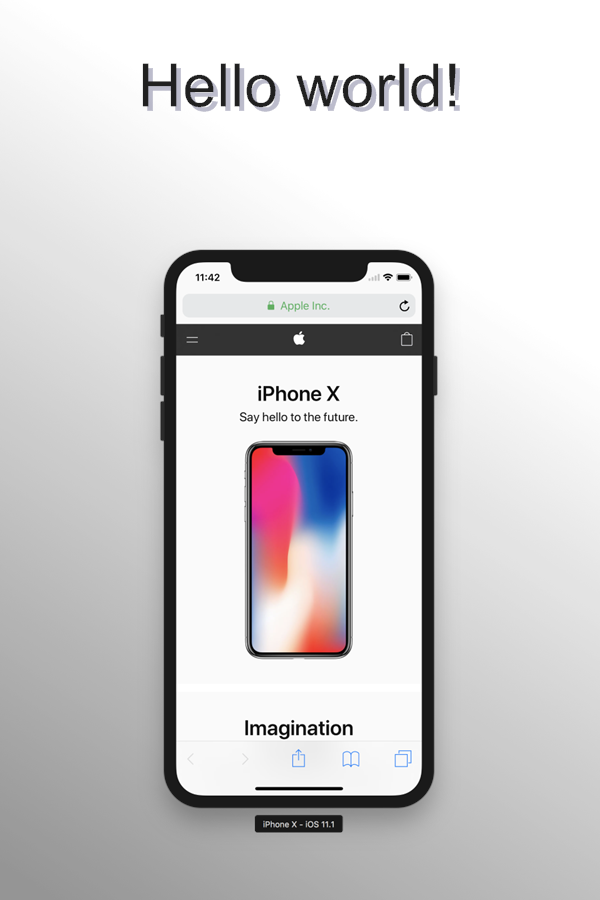 Hello world!
11:42
Apple Inc.
iPhone X
Say hello to the future.
Imagination
iPhone X - iOS 11.1